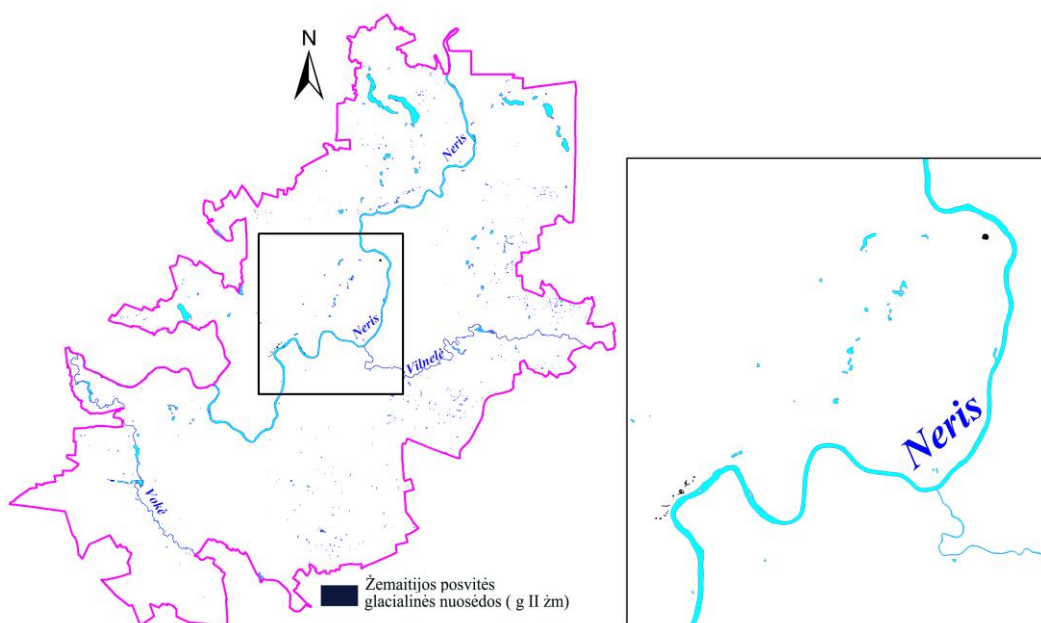 N
Neris
Neris
Vilnelė
Vokė
Žemaitijos posvitės
glacialinės nuosėdos ( g II žm)
Neris